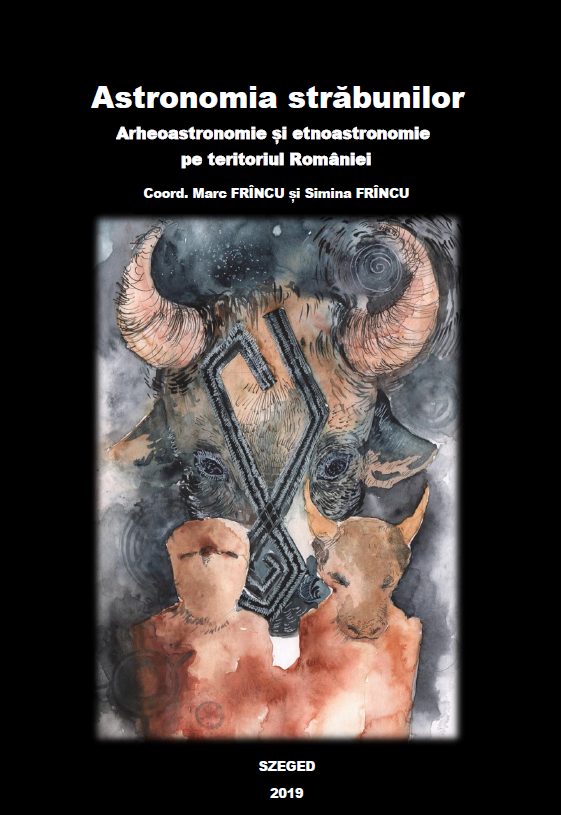 Astronomia străbunilor
Arheoastronomie și etnoastronomie
pe teritoriul României
Coord. Marc FRÎNCU și Simina FRÎNCU
SZEGED
2019